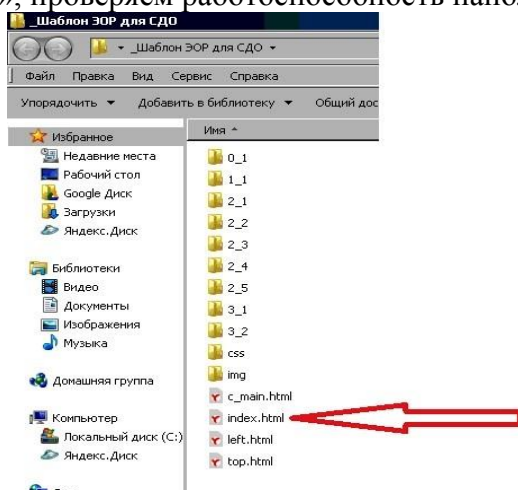 », проверяем работоспособность напол
_Шаблон ЭОР для СДО
_Шаблон ЭОР для СДО
Файл Правка Вид Сервис Справка
Упорядочить Добавить в библиотеку Общий дос
Имя
Избранное
Недавние места
Рабочий стол
Google Диск
Загрузки
Яндекс.Диск
Библиотеки
Видео
Документы
Изображения
Музыка
Домашняя группа
Компьютер
Локальный диск (C:)
Яндекс.Диск
0_1
1_1
2_1
2_2
2_3
2_4
2_5
3_1
3_2
css
img
c_main.html
index.html
left.html
top.html